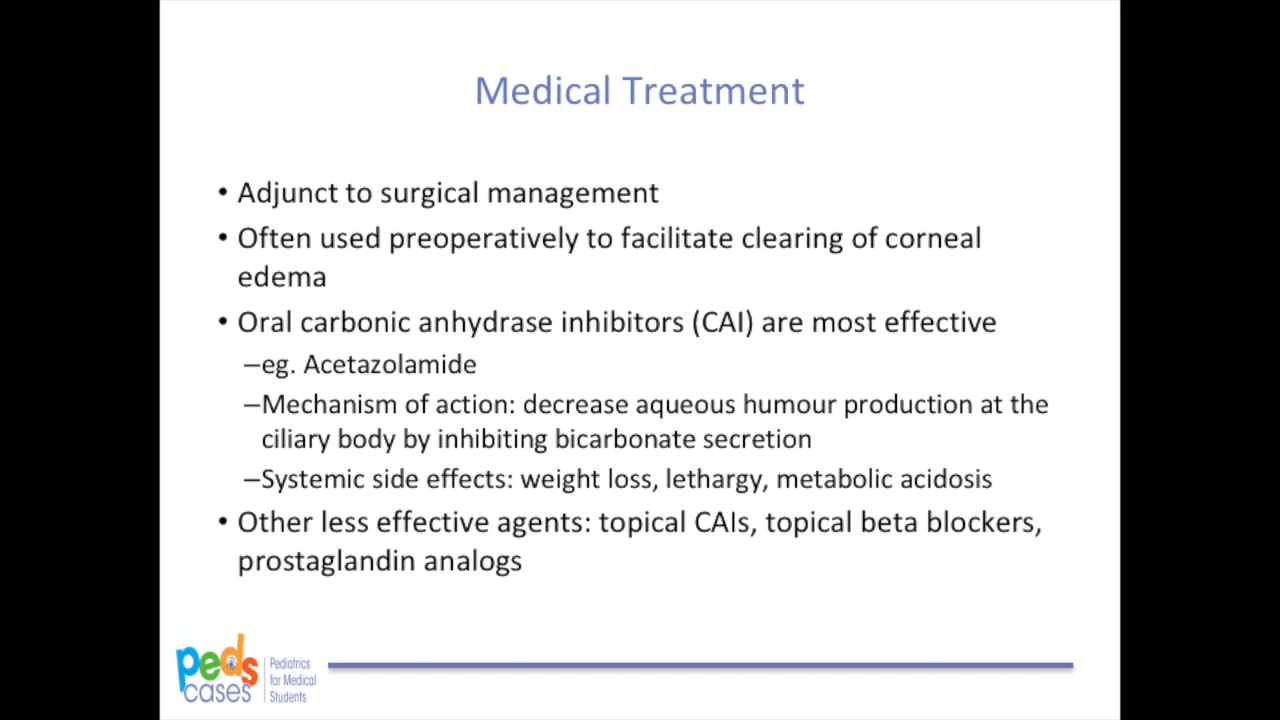 Medical Treatment
• Adjunct to surgical management
• Often used preoperatively to facilitate clearing of corneal
edema
• Oral carbonic anhydrase inhibitors (CAI) are most effective
–eg. Acetazolamide
–Mechanism of action: decrease aqueous humour production at the
ciliary body by inhibiting bicarbonate secretion
–Systemic side effects: weight loss, lethargy, metabolic acidosis
• Other less effective agents: topical CAIs, topical beta blockers,
prostaglandin analogs
peds
cases
Pediatrics
for Medical
Students